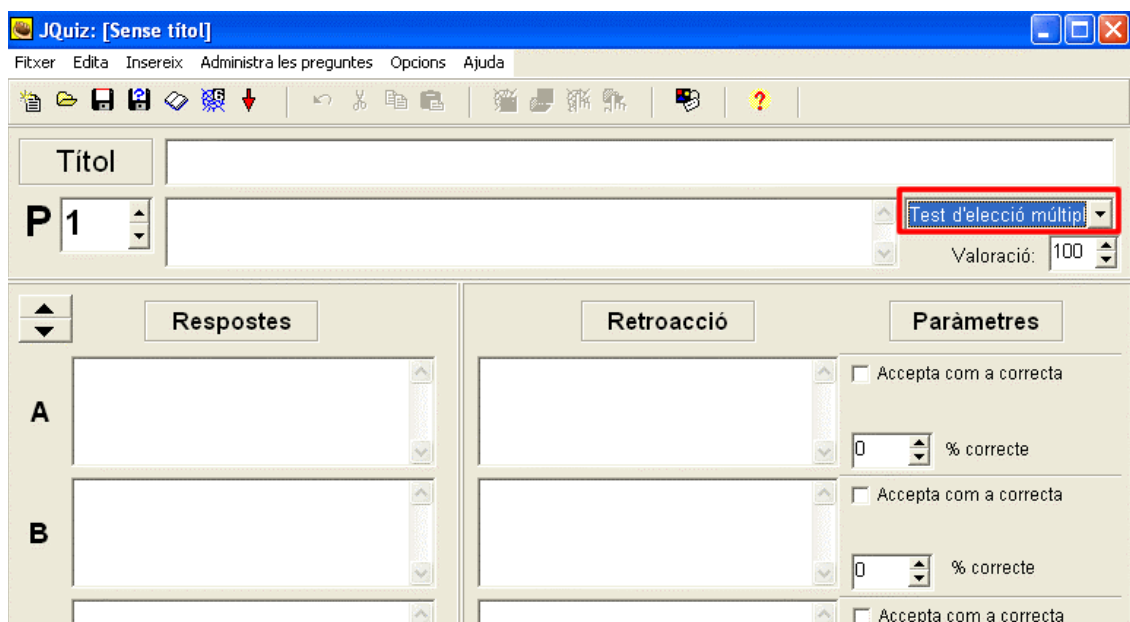 JQuiz: [Sense títol]
Fitxer Edita Insereix Administra les preguntes Opcions Ajuda
?
Títol
P 1
Test d'elecció múltipl
Valoració: 100
Respostes Retroacció Paràmetres
A
Accepta com a correcta
0 % correcte
B
Accepta com a correcta
0 % correcte
Accepta com a correcta